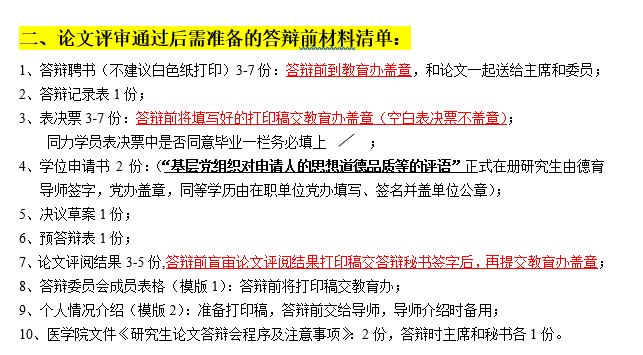 二、论文评审通过后需准备的答辩前材料清单：
1、答辩聘书（不建议白色纸打印）3-7份：答辩前到教育办盖章，和论文一起送给主席和委员；
2、答辩记录表1份；
3、表决票3-7份：答辩前将填写好的打印稿交教育办盖章（空白表决票不盖章）；
同力学员表决票中是否同意毕业一栏务必填上 ／ ；
4、学位申请书 2 份：（“基层党组织对申请人的思想道德品质等的评语”正式在册研究生由德育
导师签字，党办盖章，同等学历由在职单位党办填写、签名并盖单位公章）；
5、决议草案1份；
6、预答辩表1份；
7、论文评阅结果3-5份,答辩前盲审论文评阅结果打印稿交答辩秘书签字后，再提交教育办盖章；
8、答辩委员会成员表格（模版1）：答辩前将打印稿交教育办；
9、个人情况介绍（模版2）：准备打印稿，答辩前交给导师，导师介绍时备用；
10、医学院文件《研究生论文答辩会程序及注意事项》：2份，答辩时主席和秘书各1份。